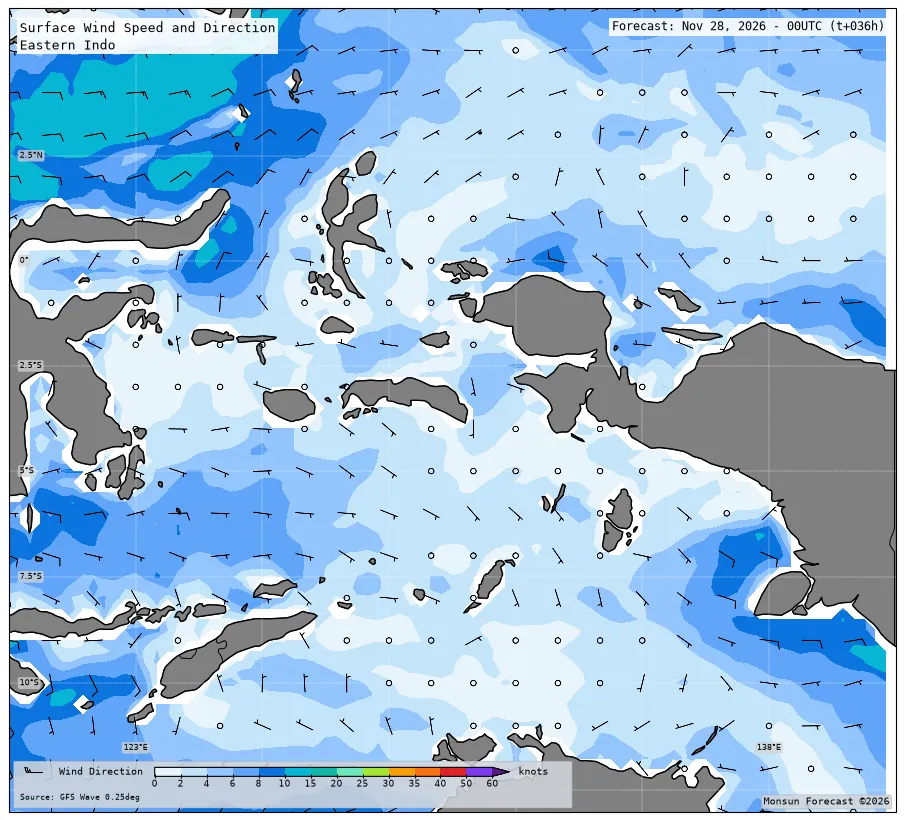 Surface Wind Speed and Direction
Eastern Indo
Forecast: Nov 28, 2026 - 00UTC (t+036h)
2.5°N
0°
2.5°S
5°S
7.5°S
10°S
123°E
138°E
Wind Direction
knots
0 2 4 6 8 10 15 20 25 30 35 40 50 60
Source: GFS Wave 0.25deg
Monsun Forecast ©2026